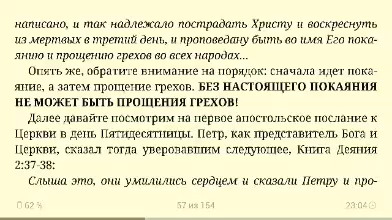 написано, и так надлежало пострадать Христу и воскреснуть
из мертвых в третий день, и проповедану быть во имя Его пока-
янию и прощению грехов во всех народах...
Опять же, обратите внимание на порядок: сначала идет пока-
яние, а затем прощение грехов. БЕЗ НАСТОЯЩЕГО ПОКАЯНИЯ
НЕ МОЖЕТ БЫТЬ ПРОЩЕНИЯ ГРЕХОВ!
Далее давайте посмотрим на первое апостольское послание к
Церкви в день Пятидесятницы. Петр, как представитель Бога и
Церкви, сказал тогда уверовавшим следующее, Книга Деяния
2:37-38:
Слыша это, они умилились сердцем и сказали Петру и про-
62 % 57 из 154 23:04